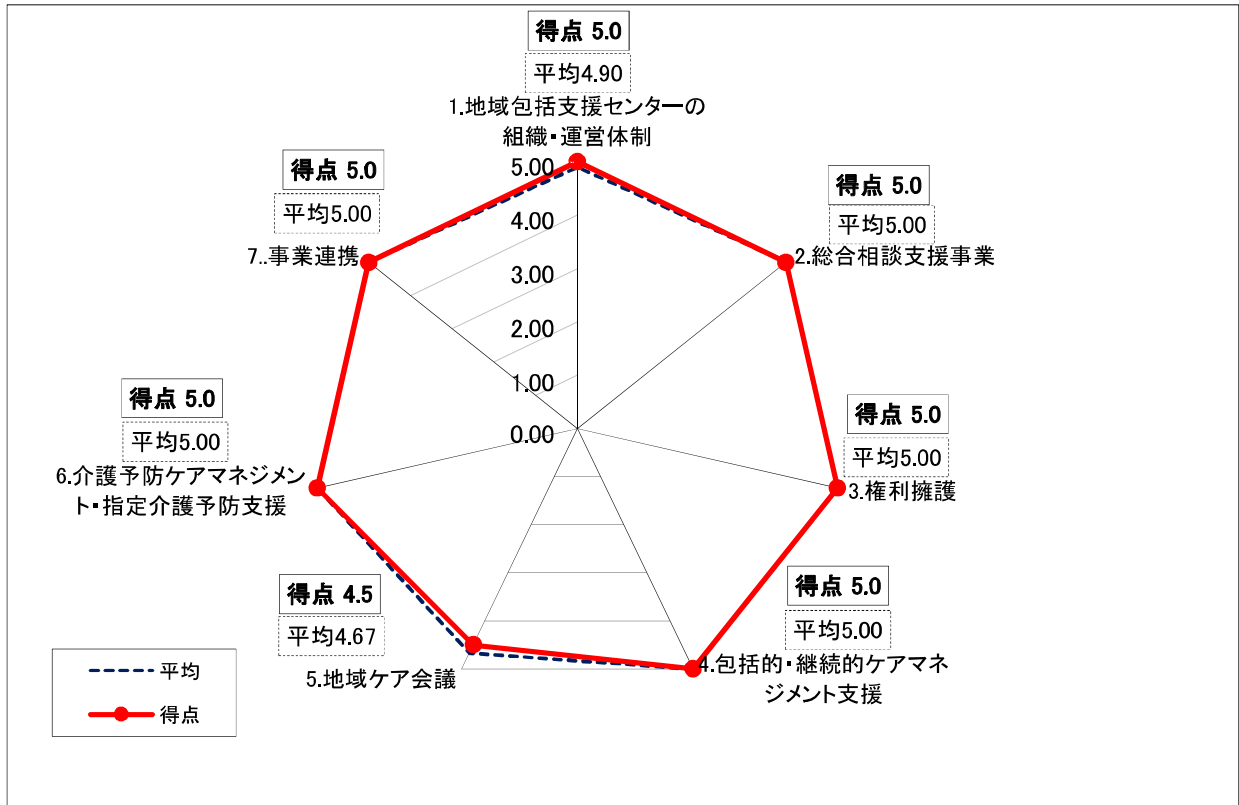 得点 5.0
平均4.90
1.地域包括支援センターの
組織・運営体制
得点 5.0
平均5.00
2.総合相談支援事業
得点 5.0
平均5.00
3.権利擁護
得点 5.0
平均5.00
4.包括的・継続的ケアマネ
ジメント支援
得点 4.5
平均4.67
5.地域ケア会議
得点 5.0
平均5.00
6.介護予防ケアマネジメン
ト・指定介護予防支援
得点 5.0
平均5.00
7..事業連携
5.00
4.00
3.00
2.00
1.00
0.00
平均
得点